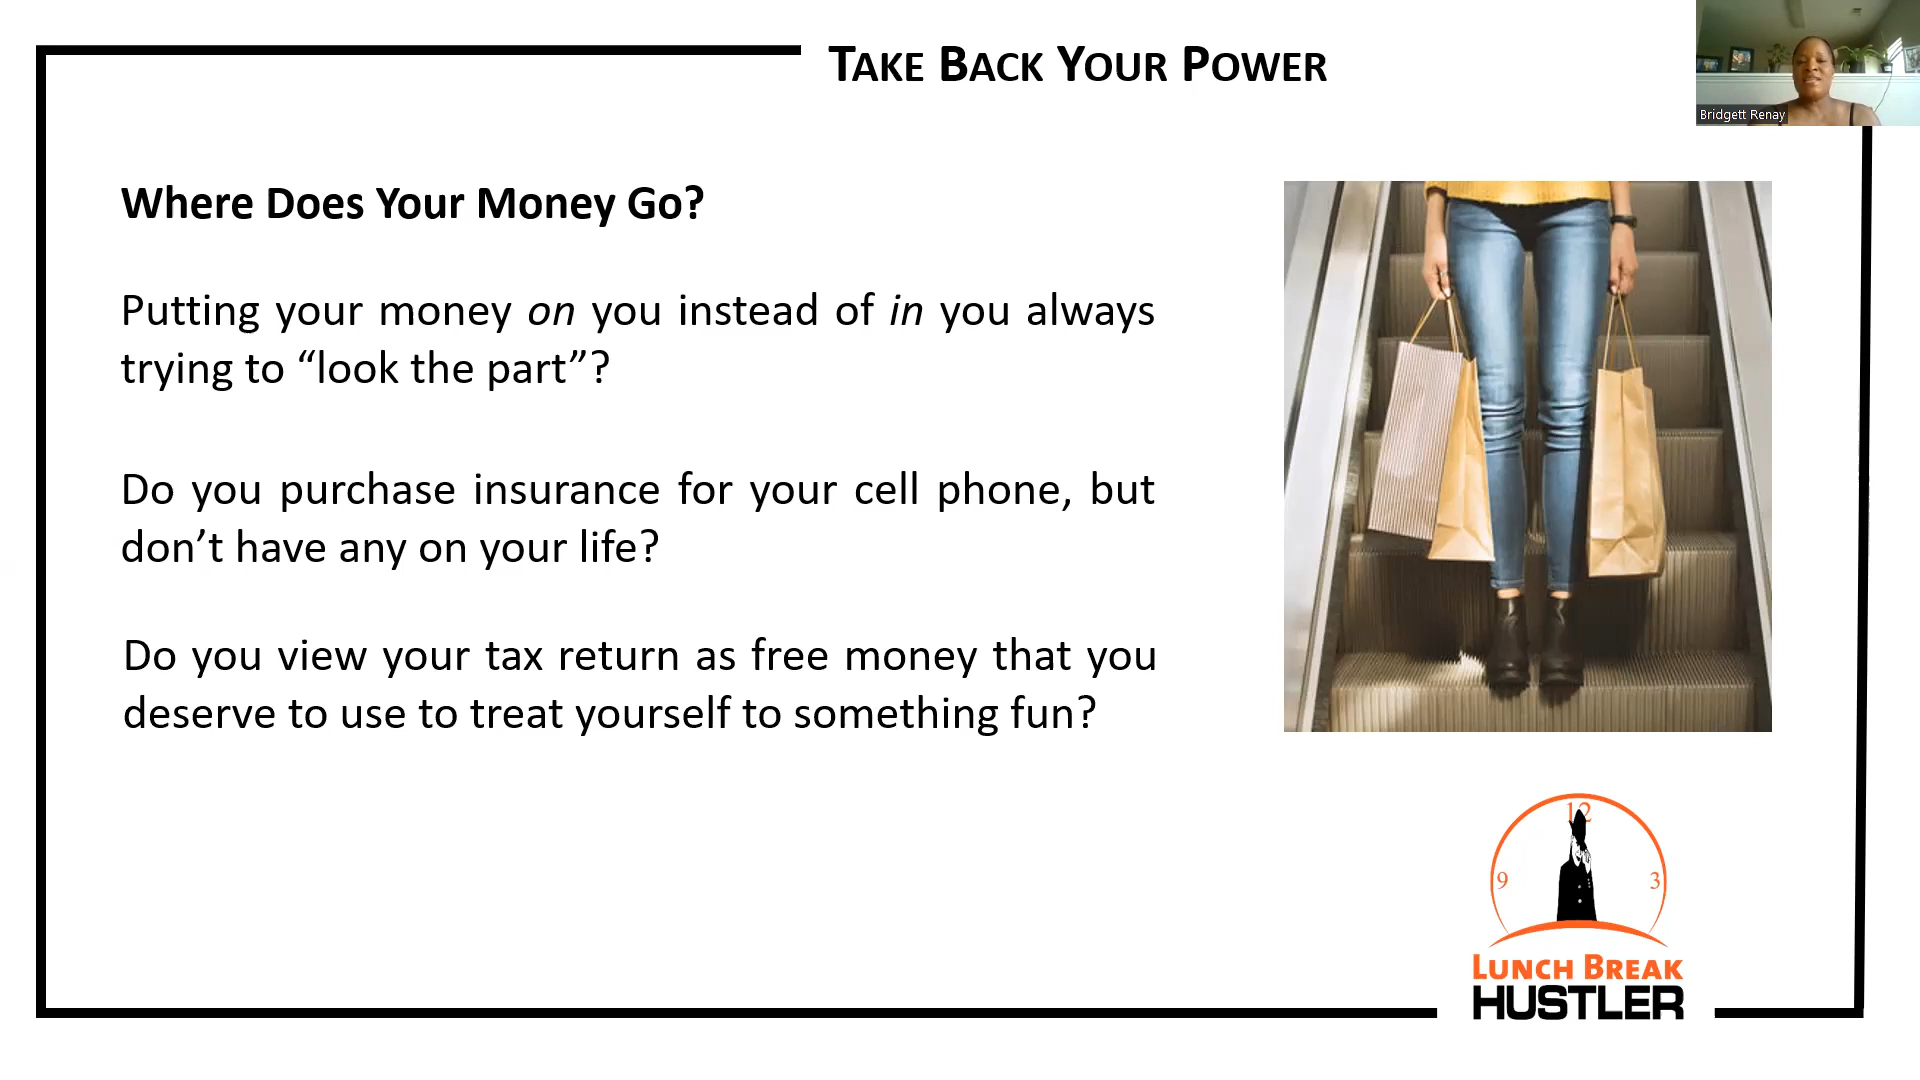 TAKE BACK YOUR POWER
Bridgett Renay
Where Does Your Money Go?
Putting your money on you instead of in you always
trying to “look the part”?
Do you purchase insurance for your cell phone, but
don’t have any on your life?
Do you view your tax return as free money that you
deserve to use to treat yourself to something fun?
12
9
3
LUNCH BREAK
HUSTLER